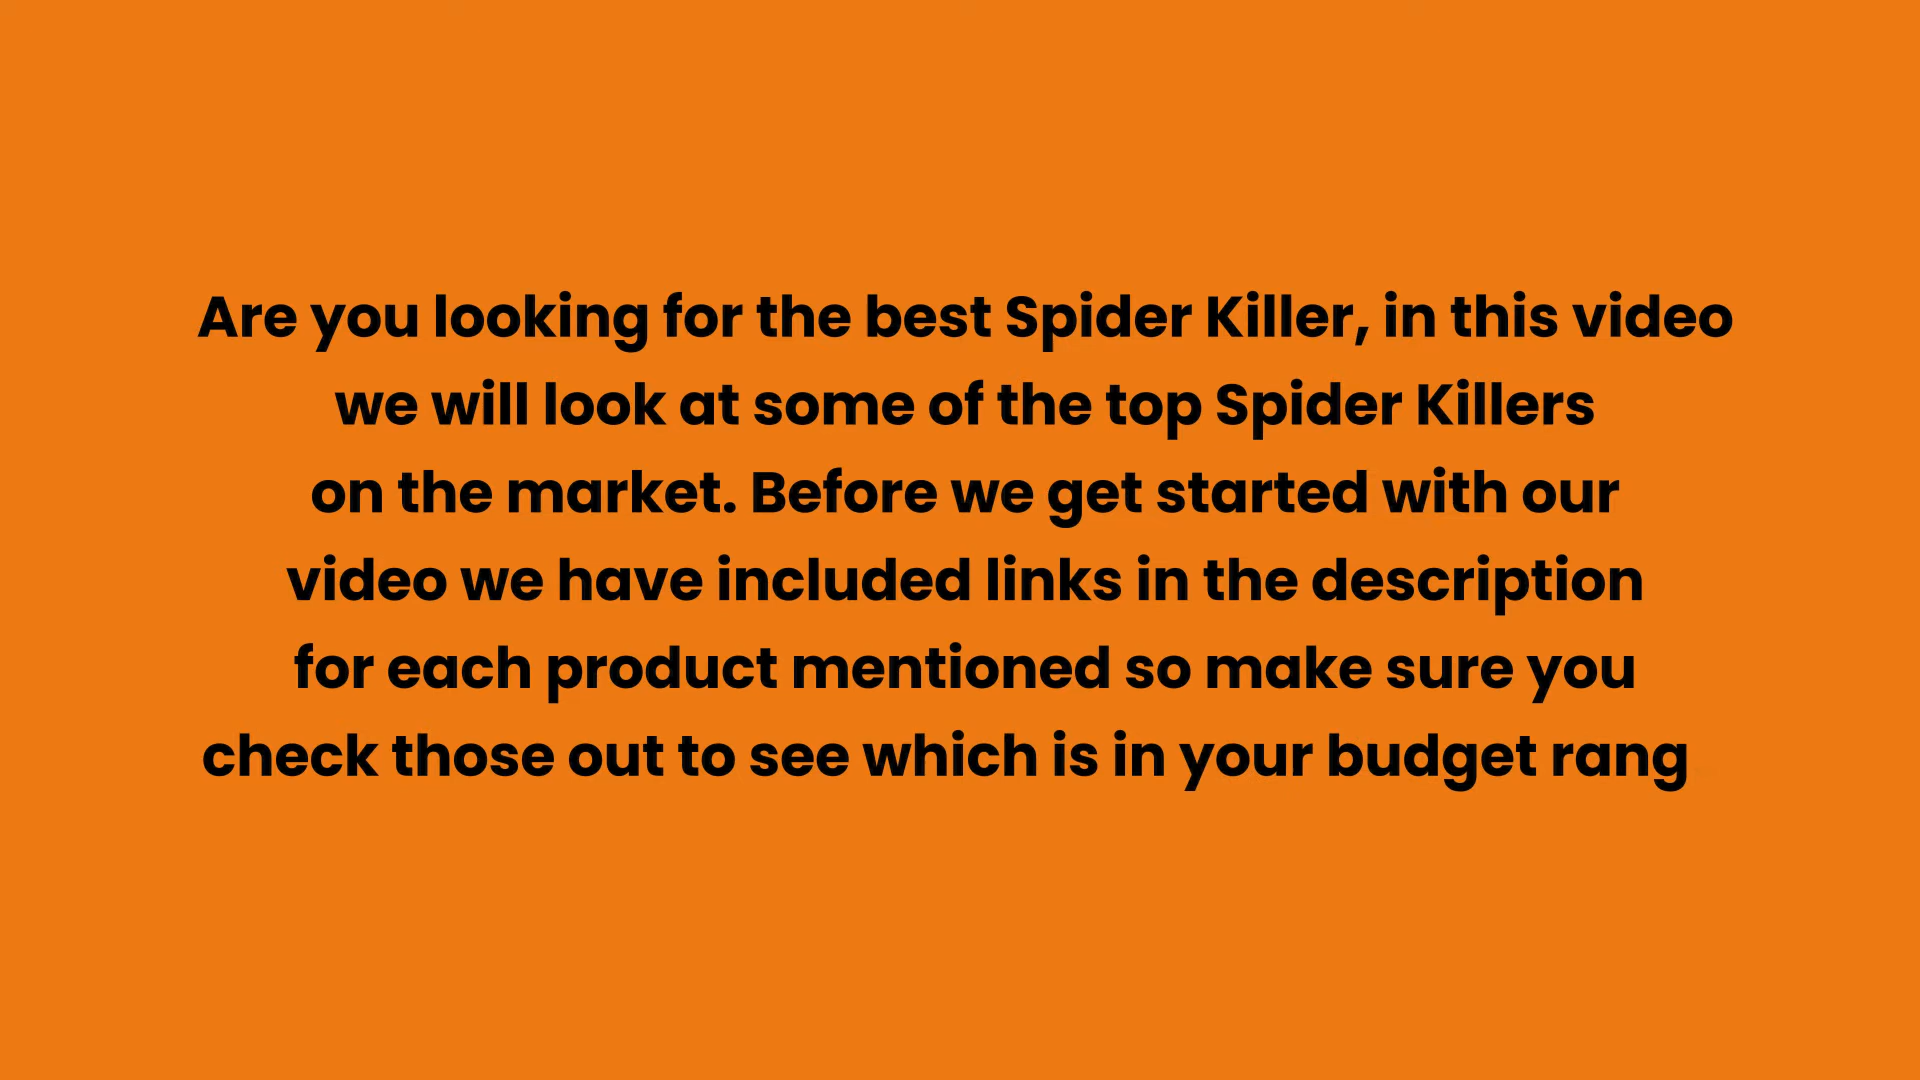 Are you looking for the best Spider Killer, in this video
we will look at some of the top Spider Killers
on the market. Before we get started with our
video we have included links in the description
for each product mentioned so make sure you
check those out to see which is in your budget rang